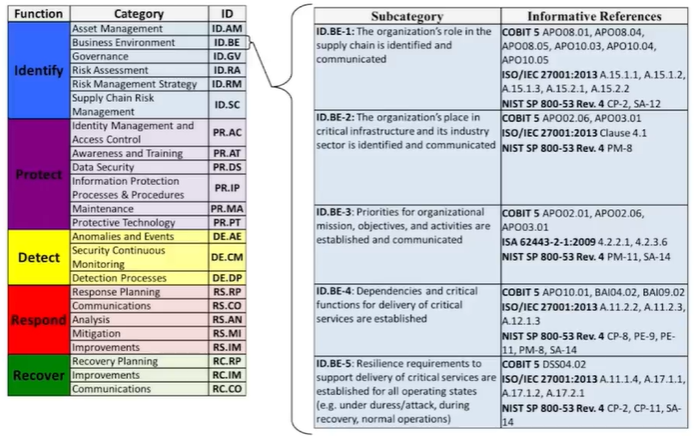 Function Category ID
Identify
Asset Management ID.AM
Business Environment ID.BE
Governance ID.GV
Risk Assessment ID.RA
Risk Management Strategy ID.RM
Supply Chain Risk
Management ID.SC
Protect
Identity Management and
Access Control PR.AC
Awareness and Training PR.AT
Data Security PR.DS
Information Protection
Processes & Procedures PR.IP
Maintenance PR.MA
Protective Technology PR.PT
Detect
Anomalies and Events DE.AE
Security Continuous
Monitoring DE.CM
Detection Processes DE.DP
Respond
Response Planning RS.RP
Communications RS.CO
Analysis RS.AN
Mitigation RS.MI
Improvements RS.IM
Recover
Recovery Planning RC.RP
Improvements RC.IM
Communications RC.CO
Subcategory Informative References
ID.BE-1: The organization's role in the
supply chain is identified and
communicated
COBIT 5 APO08.01, APO08.04,
APO08.05, APO10.03, APO10.04,
APO10.05
ISO/IEC 27001:2013 A.15.1.1, A.15.1.2,
A.15.1.3, A.15.2.1, A.15.2.2
NIST SP 800-53 Rev. 4 CP-2, SA-12
ID.BE-2: The organization's place in
critical infrastructure and its industry
sector is identified and communicated
COBIT 5 APO02.06, APO03.01
ISO/IEC 27001:2013 Clause 4.1
NIST SP 800-53 Rev. 4 PM-8
ID.BE-3: Priorities for organizational
mission, objectives, and activities are
established and communicated
COBIT 5 APO02.01, APO02.06,
APO03.01
ISA 62443-2-1:2009 4.2.2.1, 4.2.3.6
NIST SP 800-53 Rev. 4 PM-11, SA-14
ID.BE-4: Dependencies and critical
functions for delivery of critical
services are established
COBIT 5 APO10.01, BAI04.02, BAI09.02
ISO/IEC 27001:2013 A.11.2.2, A.11.2.3,
A.12.1.3
NIST SP 800-53 Rev. 4 CP-8, PE-9, PE-
11, PM-8, SA-14
ID.BE-5: Resilience requirements to
support delivery of critical services are
established for all operating states
(e.g. under duress/attack, during
recovery, normal operations)
COBIT 5 DSS04.02
ISO/IEC 27001:2013 A.11.1.4, A.17.1.1,
A.17.1.2, A.17.2.1
NIST SP 800-53 Rev. 4 CP-2, CP-11, SA-
14